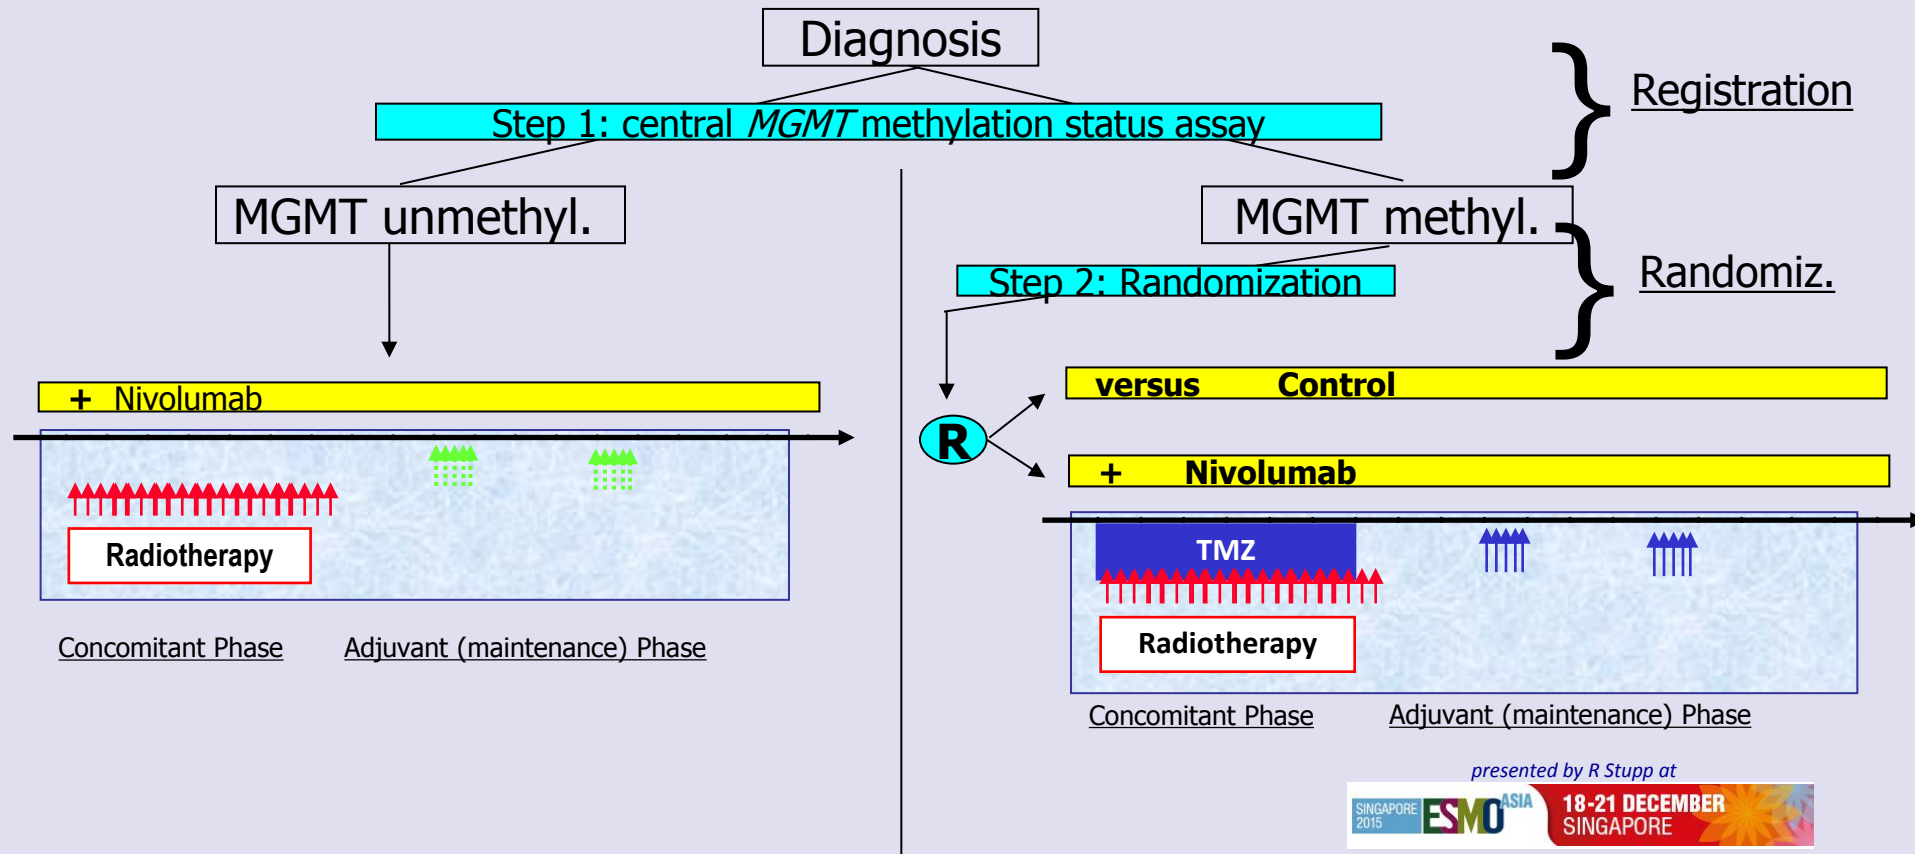 Diagnosis
Registration
Step 1: central MGMT methylation status assay
MGMT unmethyl.
MGMT methyl.
Step 2: Randomization
Randomiz.
+ Nivolumab
Radiotherapy
Concomitant Phase
Adjuvant (maintenance) Phase
R
versus Control
+ Nivolumab
TMZ
Radiotherapy
Concomitant Phase
Adjuvant (maintenance) Phase
presented by R Stupp at
SINGAPORE
2015
ESMO ASIA
18-21 DECEMBER
SINGAPORE